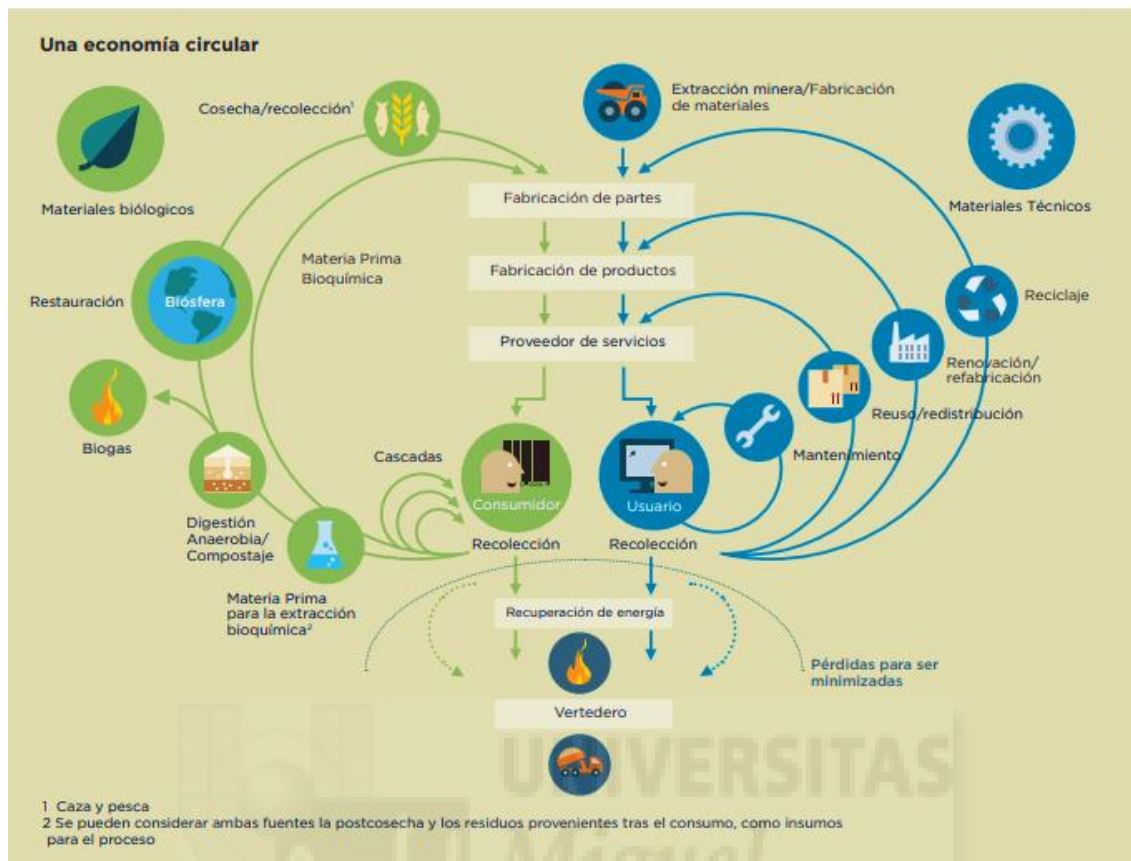 Una economía circular
Cosecha/recolección¹
Extracción minera/Fabricación
de materiales
Materiales biólogicos
Materiales Técnicos
Fabricación de partes
Materia Prima
Bioquímica
Fabricación de productos
Restauración
Biósfera
Reciclaje
Proveedor de servicios
Renovación/
refabricación
Reuso/redistribución
Biogas
Cascadas
Mantenimiento
Consumidor
Usuario
Digestión
Anaerobia/
Compostaje
Recolección
Recolección
Materia Prima
para la extracción
bioquímica²
Recuperación de energía
Pérdidas para ser
minimizadas
Vertedero
UNIVERSITAS
Miguel
1 Caza y pesca
2 Se pueden considerar ambas fuentes la postcosecha y los residuos provenientes tras el consumo, como insumos
para el proceso